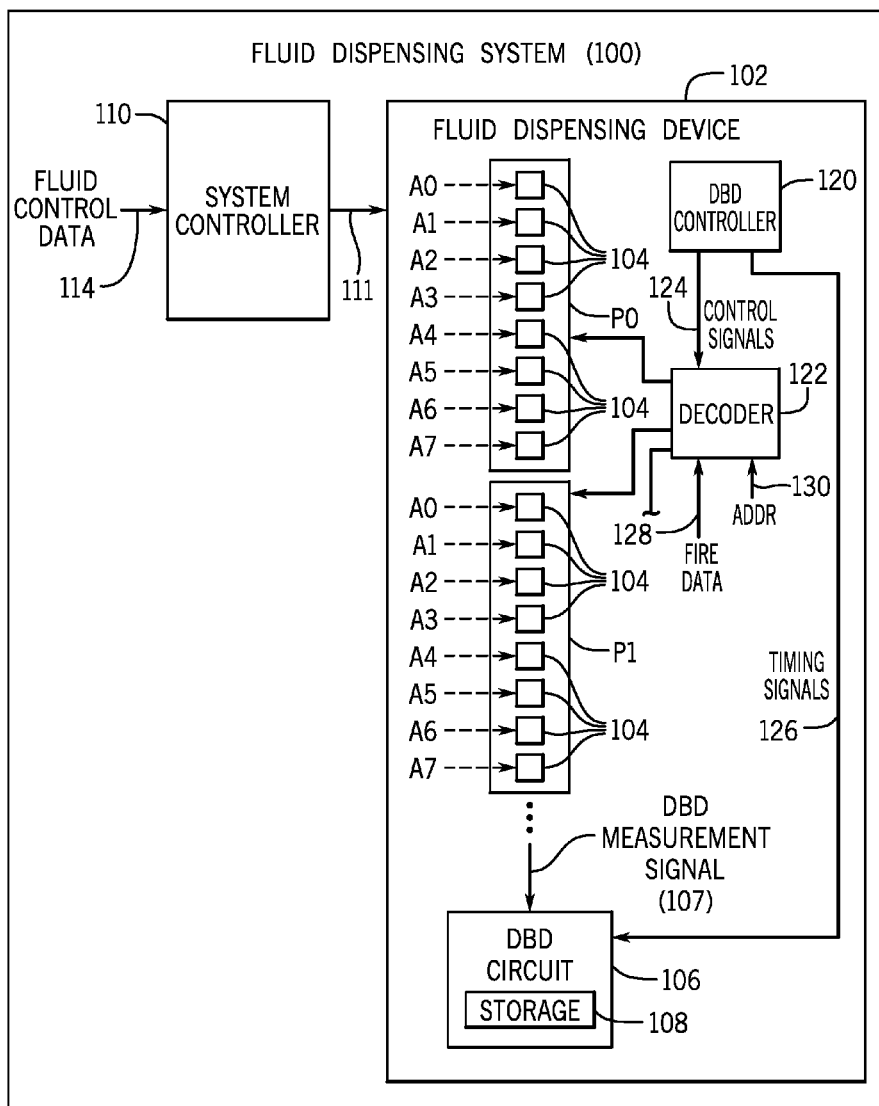 FLUID DISPENSING SYSTEM (100)
102
110
FLUID DISPENSING DEVICE
FLUID
CONTROL
DATA
114
SYSTEM
CONTROLLER
111
A0
A1
A2
A3
A4
A5
A6
A7
104
P0
104
DBD
CONTROLLER
120
124
CONTROL
SIGNALS
DECODER
122
128
FIRE
DATA
ADDR
130
A0
A1
A2
A3
A4
A5
A6
A7
104
P1
104
TIMING
SIGNALS
126
DBD
MEASUREMENT
SIGNAL
(107)
DBD
CIRCUIT
106
STORAGE
108